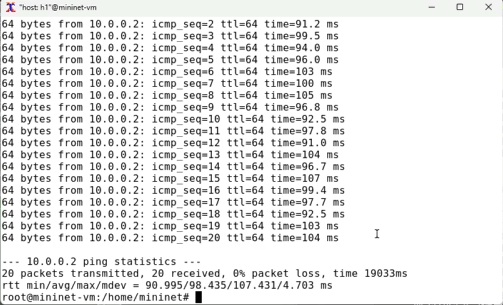 "host: h1"@mininet-vm
64 bytes from 10.0.0.2: icmp_seq=2 ttl=64 time=91.2 ms
64 bytes from 10.0.0.2: icmp_seq=3 ttl=64 time=99.5 ms
64 bytes from 10.0.0.2: icmp_seq=4 ttl=64 time=94.0 ms
64 bytes from 10.0.0.2: icmp_seq=5 ttl=64 time=96.0 ms
64 bytes from 10.0.0.2: icmp_seq=6 ttl=64 time=103 ms
64 bytes from 10.0.0.2: icmp_seq=7 ttl=64 time=100 ms
64 bytes from 10.0.0.2: icmp_seq=8 ttl=64 time=105 ms
64 bytes from 10.0.0.2: icmp_seq=9 ttl=64 time=96.8 ms
64 bytes from 10.0.0.2: icmp_seq=10 ttl=64 time=92.5 ms
64 bytes from 10.0.0.2: icmp_seq=11 ttl=64 time=97.8 ms
64 bytes from 10.0.0.2: icmp_seq=12 ttl=64 time=91.0 ms
64 bytes from 10.0.0.2: icmp_seq=13 ttl=64 time=104 ms
64 bytes from 10.0.0.2: icmp_seq=14 ttl=64 time=96.7 ms
64 bytes from 10.0.0.2: icmp_seq=15 ttl=64 time=107 ms
64 bytes from 10.0.0.2: icmp_seq=16 ttl=64 time=99.4 ms
64 bytes from 10.0.0.2: icmp_seq=17 ttl=64 time=97.7 ms
64 bytes from 10.0.0.2: icmp_seq=18 ttl=64 time=92.5 ms
64 bytes from 10.0.0.2: icmp_seq=19 ttl=64 time=103 ms
64 bytes from 10.0.0.2: icmp_seq=20 ttl=64 time=104 ms
--- 10.0.0.2 ping statistics ---
20 packets transmitted, 20 received, 0% packet loss, time 19033ms
rtt min/avg/max/mdev = 90.995/98.435/107.431/4.703 ms
root@mininet-vm:/home/mininet#